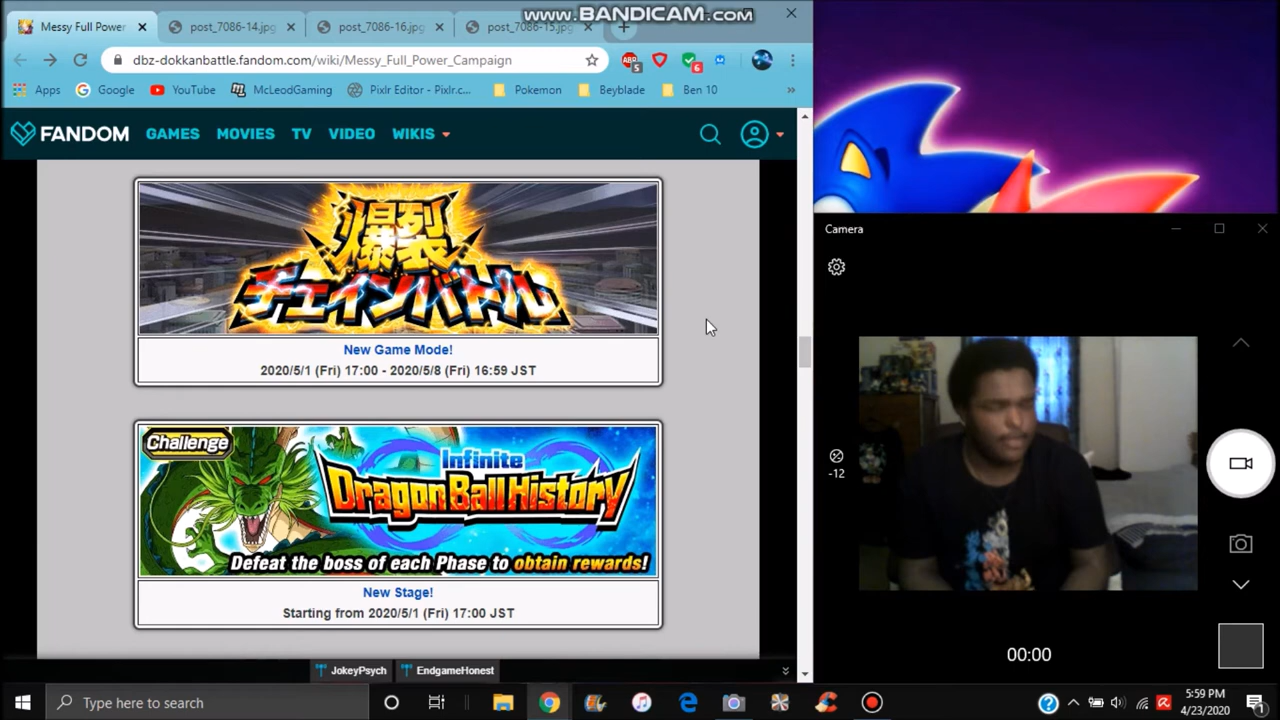 www.BANDICAM.com
Messy Full Power
post_7086-14.jpg
post_7086-16.jpg
post_7086-15.jpg
dbz-dokkanbattle.fandom.com/wiki/Messy_Full_Power_Campaign
ABP
5
6
Apps
Google
YouTube
McLeodGaming
Pixlr Editor - Pixlr.c...
Pokemon
Beyblade
Ben 10
»
FANDOM
GAMES
MOVIES
TV
VIDEO
WIKIS
爆裂
チェインバトル
New Game Mode!
2020/5/1 (Fri) 17:00 - 2020/5/8 (Fri) 16:59 JST
Challenge
Infinite
Dragon Ball History
Defeat the boss of each Phase to obtain rewards!
New Stage!
Starting from 2020/5/1 (Fri) 17:00 JST
JokeyPsych
EndgameHonest
Camera
-12
00:00
Type here to search
5:59 PM
4/23/2020
1